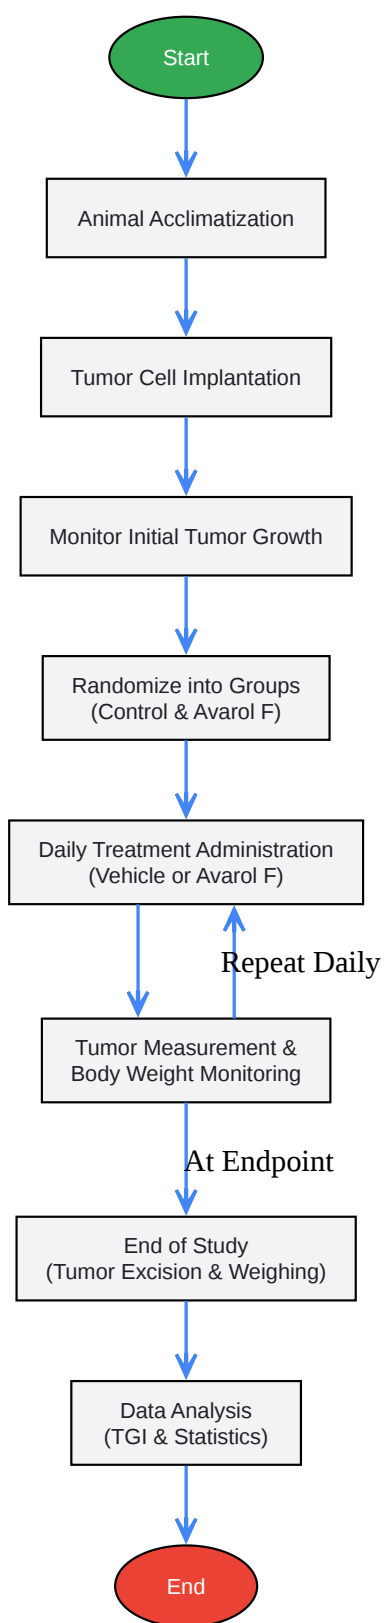 Start
Animal Acclimatization
Tumor Cell Implantation
Monitor Initial Tumor Growth
Randomize into Groups
(Control & Avarol F)
Daily Treatment Administration
(Vehicle or Avarol F)
Repeat Daily
Tumor Measurement &
Body Weight Monitoring
At Endpoint
End of Study
(Tumor Excision & Weighing)
Data Analysis
(TGI & Statistics)
End